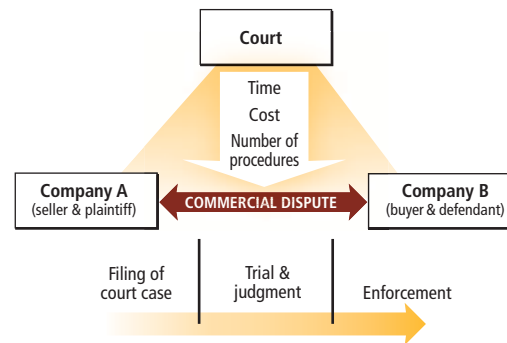 Court
Time
Cost
Number of
procedures
Company A
(seller & plaintiff)
COMMERCIAL DISPUTE
Company B
(buyer & defendant)
Filing of
court case
Trial &
judgment
Enforcement